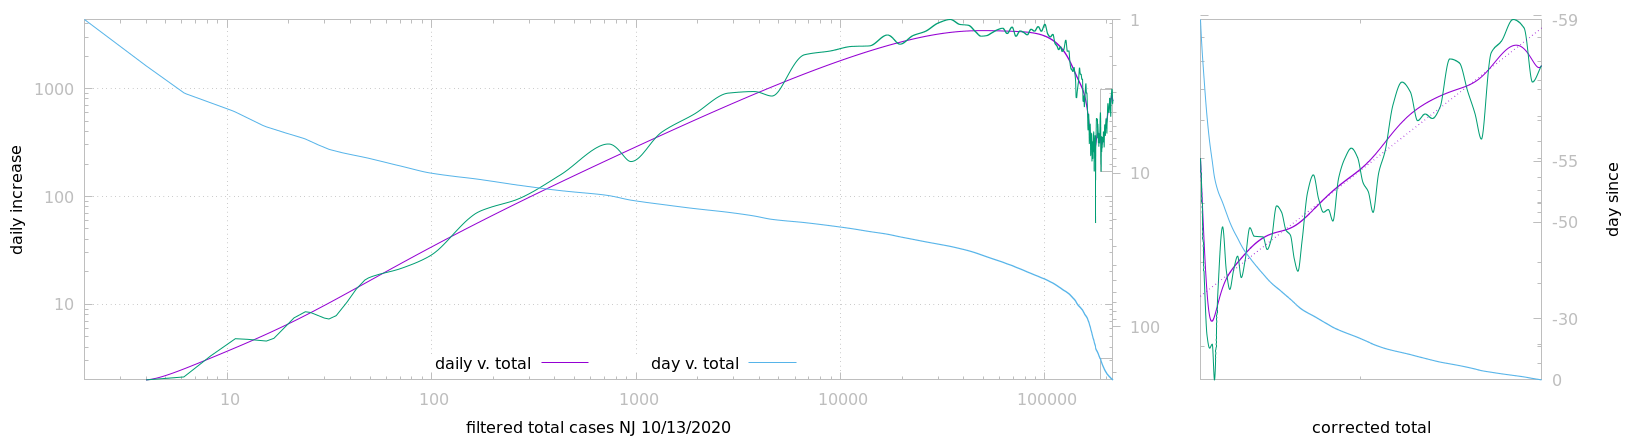 daily increase
1000
100
10
daily v. total
day v. total
10
100
1000
10000
100000
1
10
100
filtered total cases NJ 10/13/2020
-59
-55
-50
-30
0
day since
corrected total